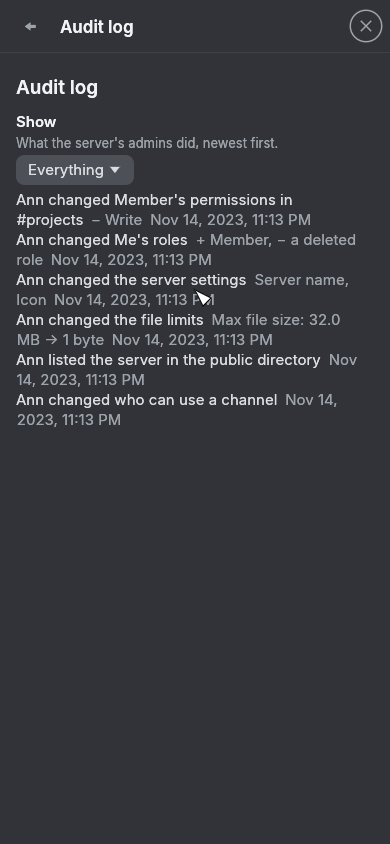 Audit log
Audit log
Show
What the server's admins did, newest first.
Everything
Ann changed Member's permissions in
#projects – Write Nov 14, 2023, 11:13 PM
Ann changed Me's roles + Member, – a deleted
role Nov 14, 2023, 11:13 PM
Ann changed the server settings Server name,
Icon Nov 14, 2023, 11:13 PM
Ann changed the file limits Max file size: 32.0
MB → 1 byte Nov 14, 2023, 11:13 PM
Ann listed the server in the public directory Nov
14, 2023, 11:13 PM
Ann changed who can use a channel Nov 14,
2023, 11:13 PM